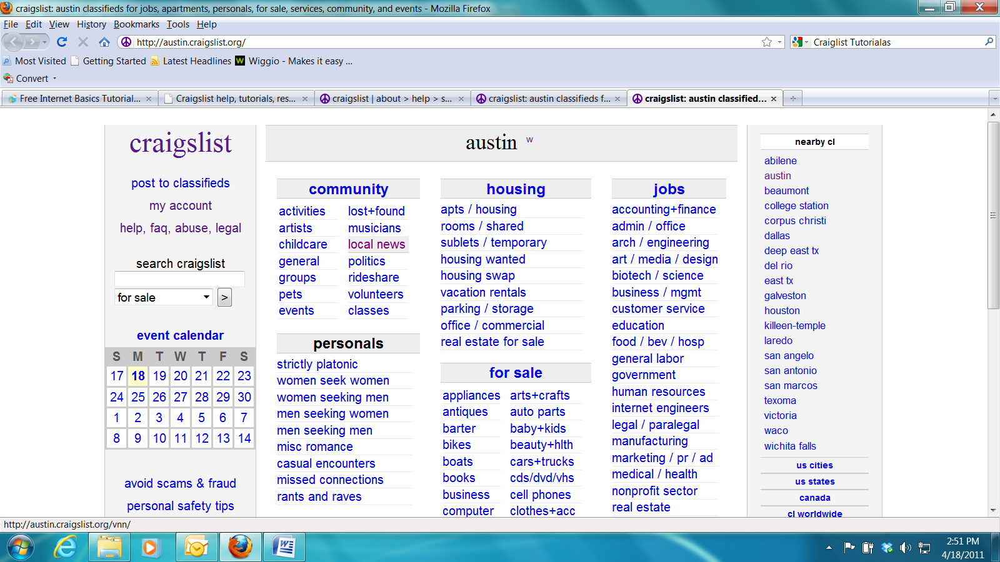 craigslist: austin classifieds for jobs, apartments, personals, for sale, services, community, and events - Mozilla Firefox
File Edit View History Bookmarks Tools Help
http://austin.craigslist.org/
Craiglist Tutorialas
Most Visited Getting Started Latest Headlines Wiggio - Makes it easy ...
Convert
Free Internet Basics Tutorial... Craigslist help, tutorials, res... craigslist | about > help > s... craigslist: austin classifieds f... craigslist: austin classified...
craigslist
post to classifieds
my account
help, faq, abuse, legal
search craigslist
for sale >
event calendar
S M T W T F S
17 18 19 20 21 22 23
24 25 26 27 28 29 30
1 2 3 4 5 6 7
8 9 10 11 12 13 14
avoid scams & fraud
personal safety tips
austin w
community
activities lost+found
artists musicians
childcare local news
general politics
groups rideshare
pets volunteers
events classes
personals
strictly platonic
women seek women
women seeking men
men seeking women
men seeking men
misc romance
casual encounters
missed connections
rants and raves
housing
apts / housing
rooms / shared
sublets / temporary
housing wanted
housing swap
vacation rentals
parking / storage
office / commercial
real estate for sale
for sale
appliances arts+crafts
antiques auto parts
barter baby+kids
bikes beauty+hlth
boats cars+trucks
books cds/dvd/vhs
business cell phones
computer clothes+acc
jobs
accounting+finance
admin / office
arch / engineering
art / media / design
biotech / science
business / mgmt
customer service
education
food / bev / hosp
general labor
government
human resources
internet engineers
legal / paralegal
manufacturing
marketing / pr / ad
medical / health
nonprofit sector
real estate
nearby cl
abilene
austin
beaumont
college station
corpus christi
dallas
deep east tx
del rio
east tx
galveston
houston
killeen-temple
laredo
san angelo
san antonio
san marcos
texoma
victoria
waco
wichita falls
us cities
us states
canada
cl worldwide
http://austin.craigslist.org/vnn/
2:51 PM
4/18/2011